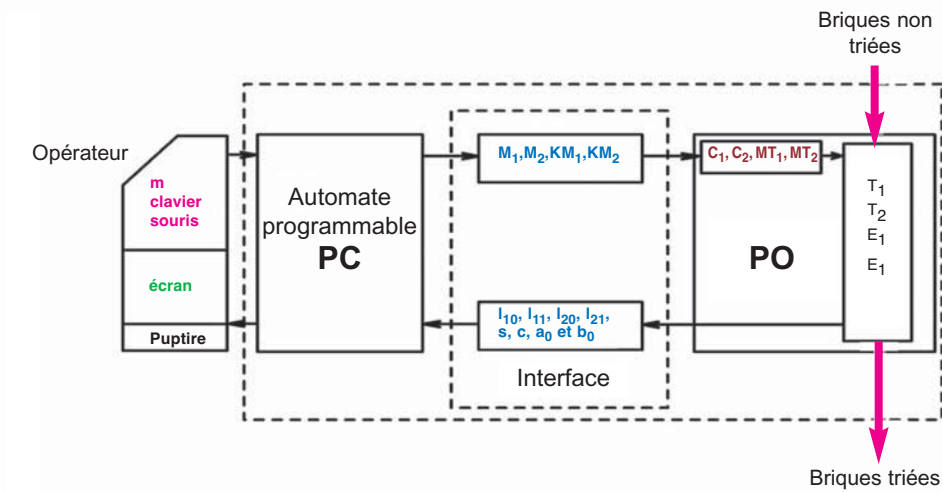 Briques non
triées
Opérateur
m
clavier
souris
écran
Puptire
Automate
programmable
PC
M₁,M₂,KM₁,KM₂
I₁₀, I₁₁, I₂₀, I₂₁,
s, c, a₀ et b₀
Interface
C₁, C₂, MT₁, MT₂
PO
T₁
T₂
E₁
E₁
Briques triées